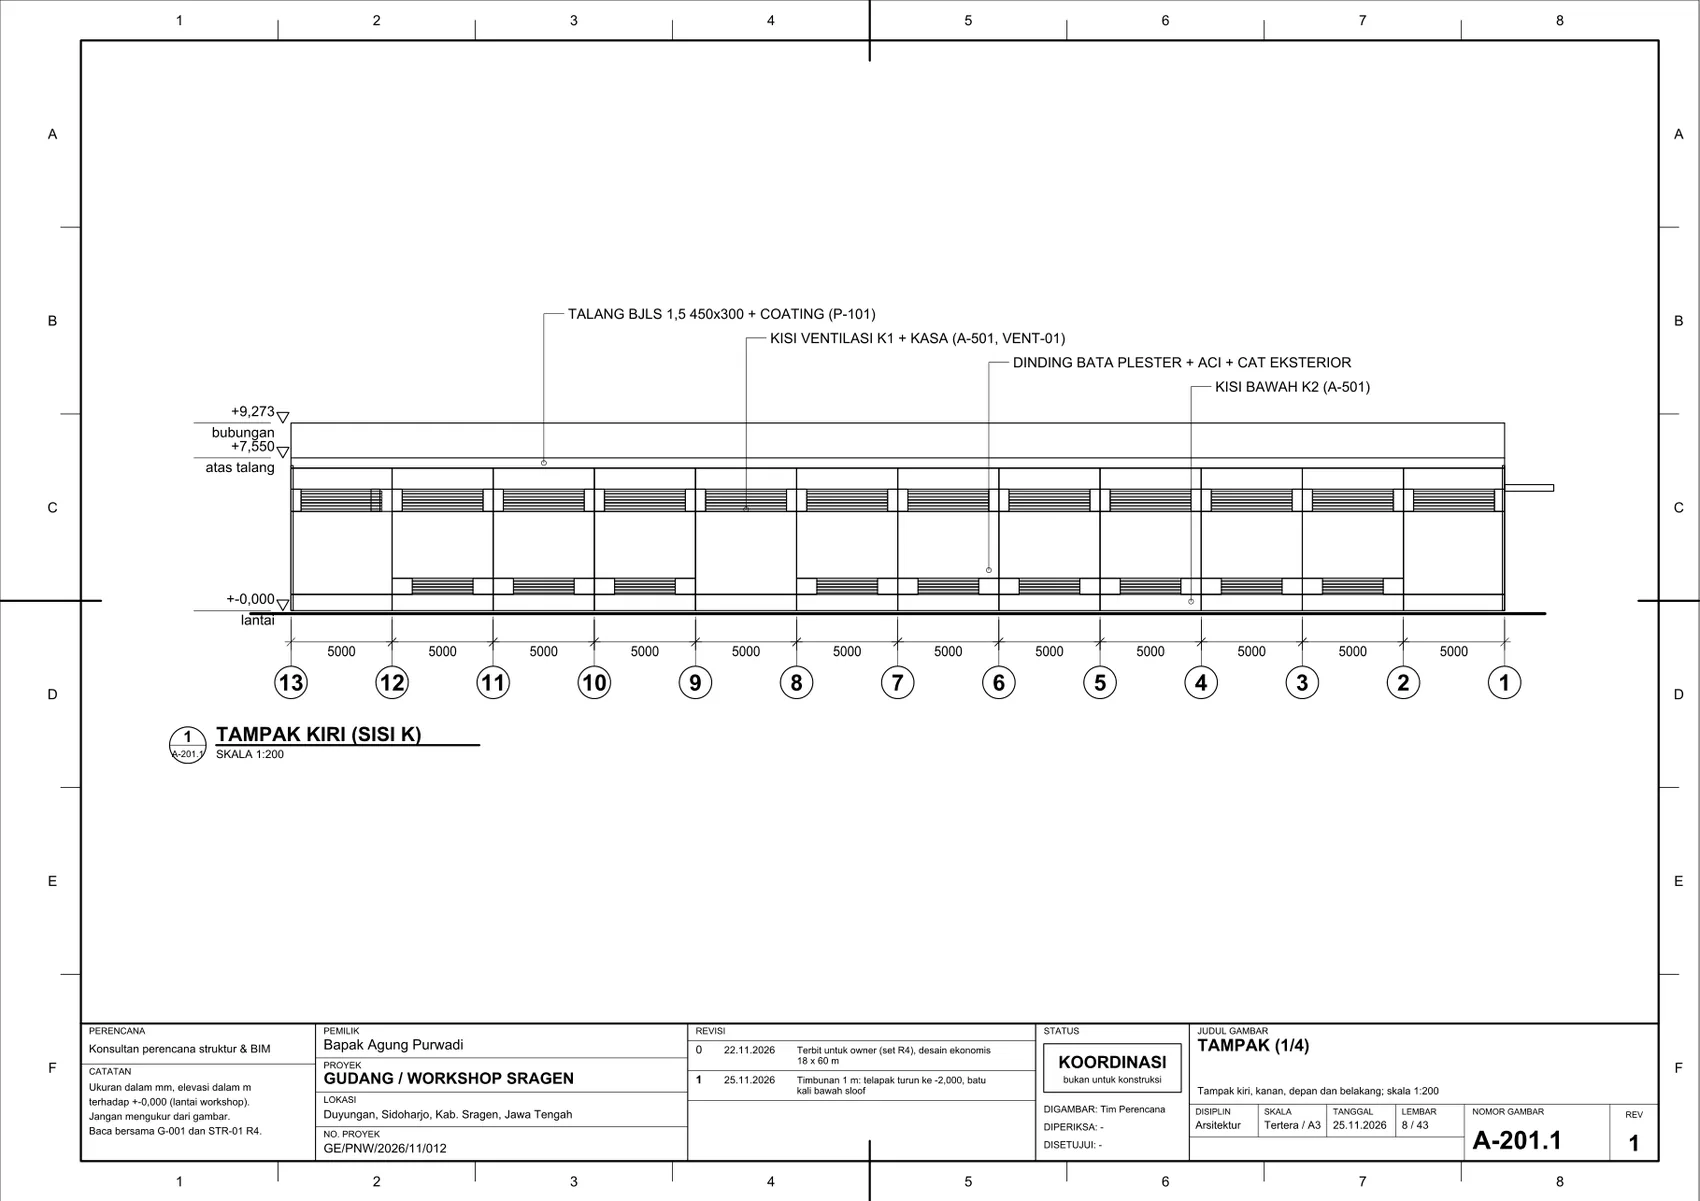 1 2 3 4 5 6 7 8
A A
B B
C C
D D
E E
F F
TALANG BJLS 1,5 450x300 + COATING (P-101)
KISI VENTILASI K1 + KASA (A-501, VENT-01)
DINDING BATA PLESTER + ACI + CAT EKSTERIOR
KISI BAWAH K2 (A-501)
+9,273
bubungan
+7,550
atas talang
+-0,000
lantai
5000 5000 5000 5000 5000 5000 5000 5000 5000 5000 5000 5000
13 12 11 10 9 8 7 6 5 4 3 2 1
1
A-201.1
TAMPAK KIRI (SISI K)
SKALA 1:200
PERENCANA
Konsultan perencana struktur & BIM
CATATAN
Ukuran dalam mm, elevasi dalam m
terhadap +-0,000 (lantai workshop).
Jangan mengukur dari gambar.
Baca bersama G-001 dan STR-01 R4.
PEMILIK
Bapak Agung Purwadi
PROYEK
GUDANG / WORKSHOP SRAGEN
LOKASI
Duyungan, Sidoharjo, Kab. Sragen, Jawa Tengah
NO. PROYEK
GE/PNW/2026/11/012
REVISI
0 22.11.2026 Terbit untuk owner (set R4), desain ekonomis
18 x 60 m
1 25.11.2026 Timbunan 1 m: telapak turun ke -2,000, batu
kali bawah sloof
STATUS
KOORDINASI
bukan untuk konstruksi
DIGAMBAR: Tim Perencana
DIPERIKSA: -
DISETUJUI: -
JUDUL GAMBAR
TAMPAK (1/4)
Tampak kiri, kanan, depan dan belakang; skala 1:200
DISIPLIN
Arsitektur
SKALA
Tertera / A3
TANGGAL
25.11.2026
LEMBAR
8 / 43
NOMOR GAMBAR
A-201.1
REV
1
1 2 3 4 5 6 7 8